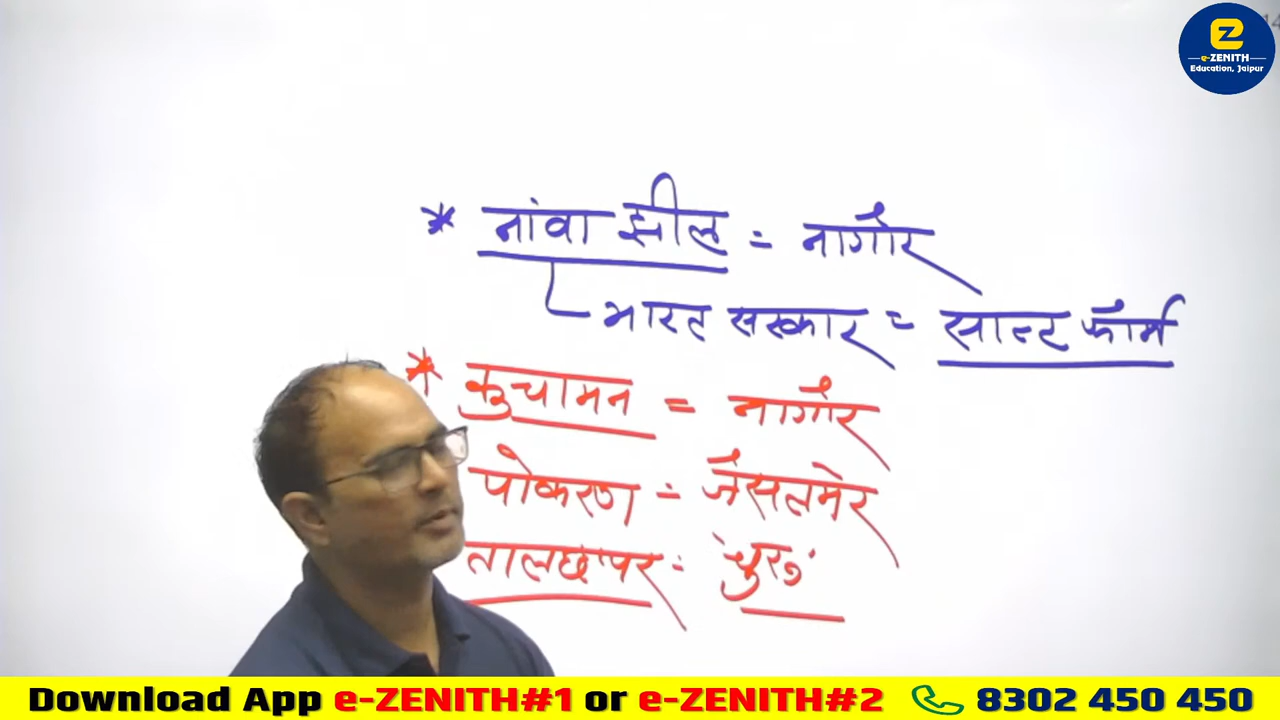 e-ZENITH
Education, Jaipur
* नांवा झील = नागौर
भारत सरकार = साल्ट फॉर्म
* कुचामन = नागौर
पोकरण = जैसलमेर
तालछापर = चुरू
Download App e-ZENITH#1 or e-ZENITH#2 8302 450 450